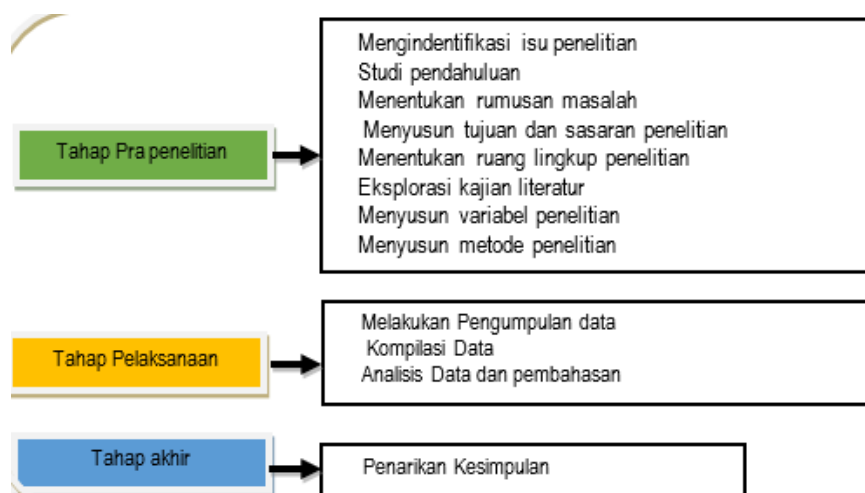 Tahap Pra penelitian
Mengindentifikasi isu penelitian
Studi pendahuluan
Menentukan rumusan masalah
Menyusun tujuan dan sasaran penelitian
Menentukan ruang lingkup penelitian
Eksplorasi kajian literatur
Menyusun variabel penelitian
Menyusun metode penelitian
Tahap Pelaksanaan
Melakukan Pengumpulan data
Kompilasi Data
Analisis Data dan pembahasan
Tahap akhir
Penarikan Kesimpulan